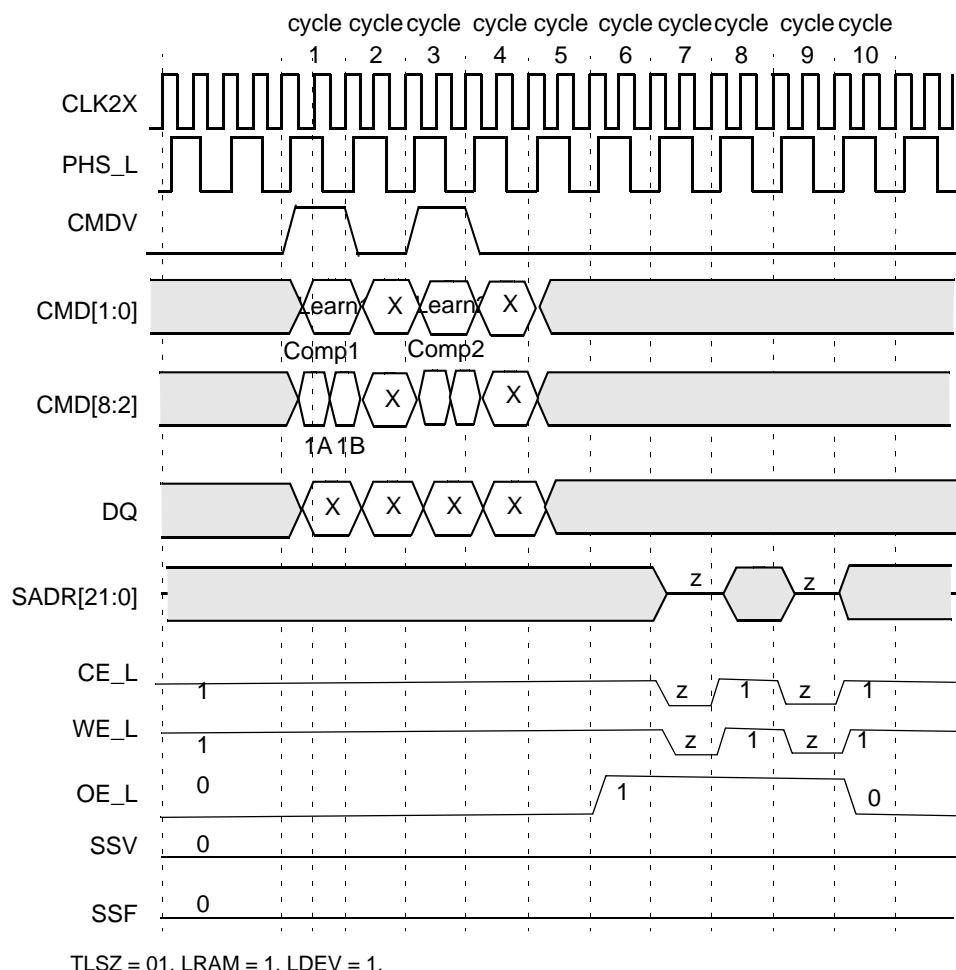 cycle cycle cycle cycle cycle cycle cycle cycle cycle cycle
1 2 3 4 5 6 7 8 9 10
CLK2X
PHS_L
CMDV
CMD[1:0] Learn1 X Learn2 X
Comp1 Comp2
CMD[8:2] X X
1A 1B
DQ X X X X
SADR[21:0] z z
CE_L 1 z 1 z 1
WE_L 1 z 1 z 1
OE_L 0 1 0
SSV 0
SSF 0
TLSZ = 01, LRAM = 1, LDEV = 1.